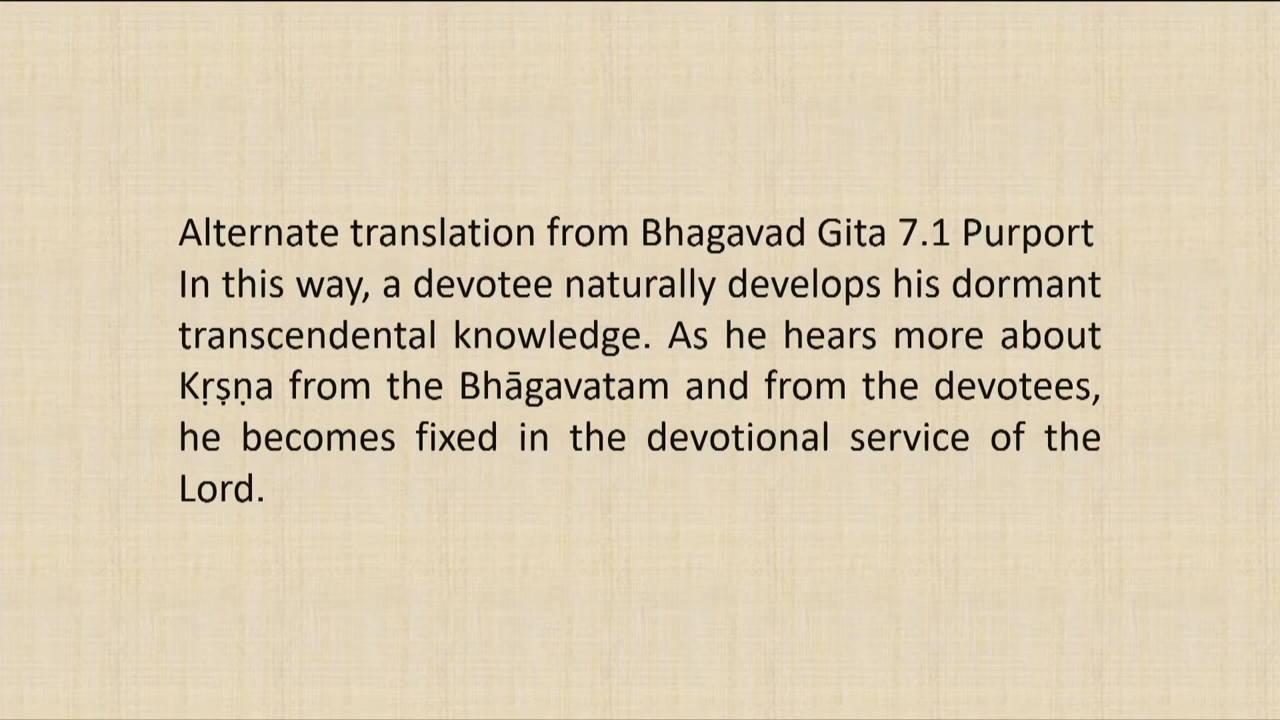 Alternate translation from Bhagavad Gita 7.1 Purport
In this way, a devotee naturally develops his dormant
transcendental knowledge. As he hears more about
Kṛṣṇa from the Bhāgavatam and from the devotees,
he becomes fixed in the devotional service of the
Lord.